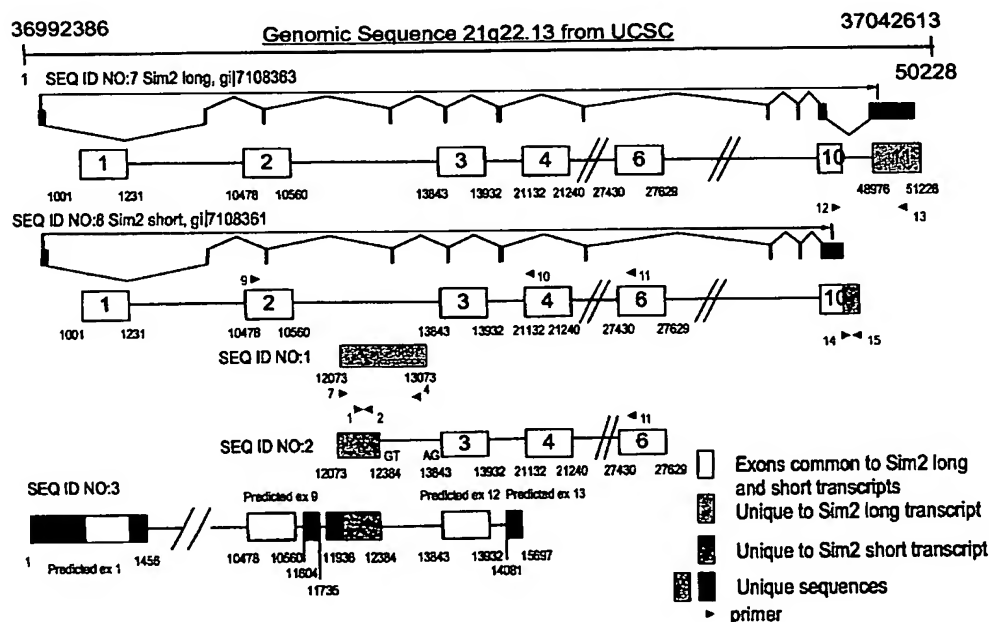 36992386
37042613
Genomic Sequence 21q22.13 from UCSC
50228
1 SEQ ID NO:7 Sim2 long, gi|7108363
1 2 3 4 6 10 11
1001 1231 10478 10560 13843 13932 21132 21240 27430 27629 48976 51226
12 13
SEQ ID NO:8 Sim2 short, gi|7108361
9 10 11
1 2 3 4 6 10
1001 1231 10478 10560 13843 13932 21132 21240 27430 27629
14 15
SEQ ID NO:1
12073 13073
7 4
1 2
11
SEQ ID NO:2
3 4 6
GT AG
12073 12384 13843 13932 21132 21240 27430 27629
SEQ ID NO:3
Predicted ex 9 Predicted ex 12 Predicted ex 13
1 1456 10478 10560 11936 12384 13843 13932 15697
Predicted ex 1
11604 14081
11735
Exons common to Sim2 long
and short transcripts
Unique to Sim2 long transcript
Unique to Sim2 short transcript
Unique sequences
primer